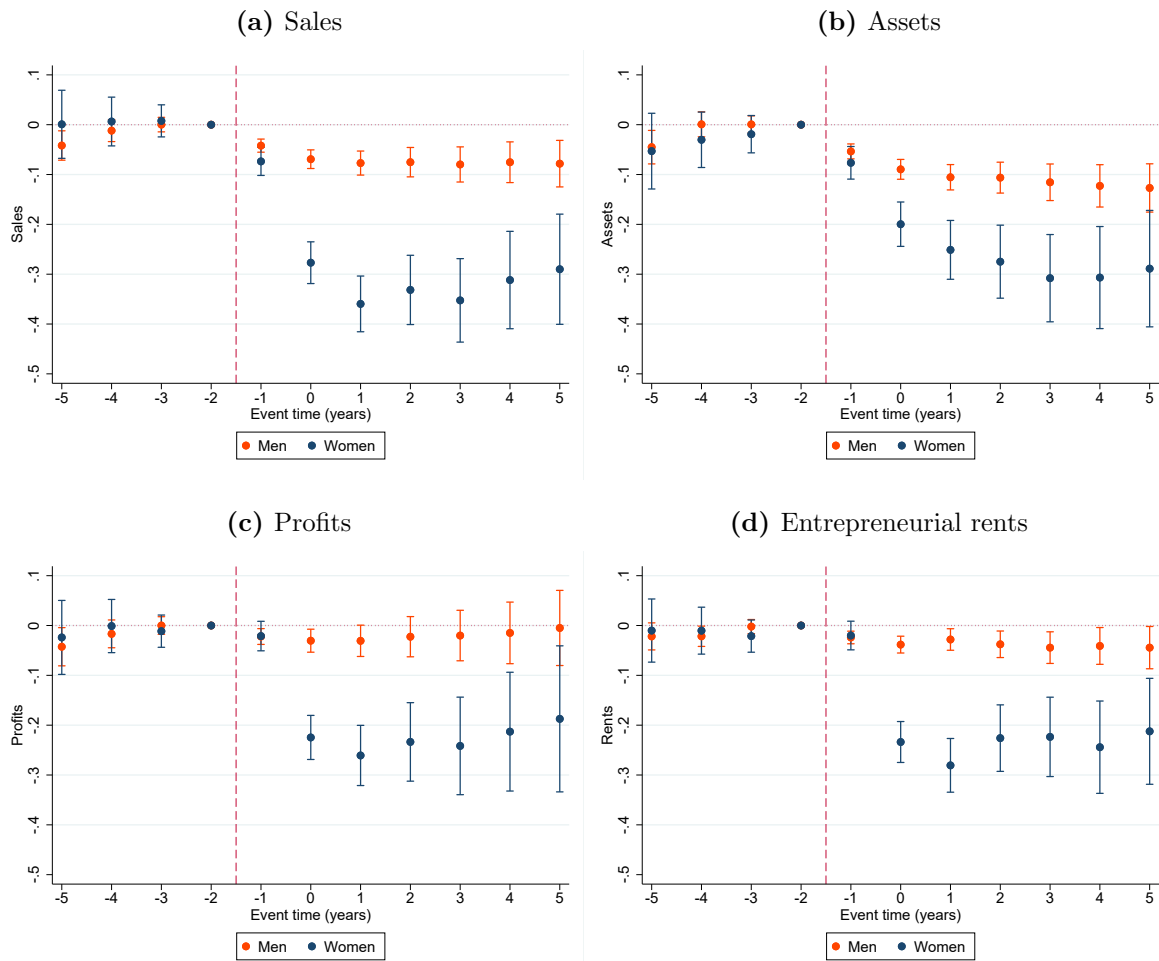 (a) Sales
.1
0
-.1
-.2
-.3
-.4
-.5
Sales
-5 -4 -3 -2 -1 0 1 2 3 4 5
Event time (years)
Men Women
(b) Assets
.1
0
-.1
-.2
-.3
-.4
-.5
Assets
-5 -4 -3 -2 -1 0 1 2 3 4 5
Event time (years)
Men Women
(c) Profits
.1
0
-.1
-.2
-.3
-.4
-.5
Profits
-5 -4 -3 -2 -1 0 1 2 3 4 5
Event time (years)
Men Women
(d) Entrepreneurial rents
.1
0
-.1
-.2
-.3
-.4
-.5
Rents
-5 -4 -3 -2 -1 0 1 2 3 4 5
Event time (years)
Men Women